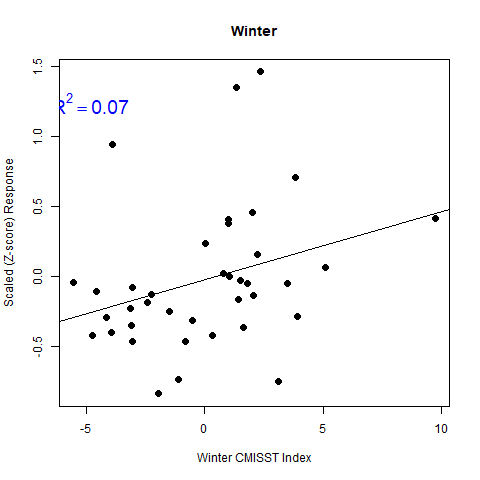 Winter
R² = 0.07
Scaled (Z-score) Response
1.5
1.0
0.5
0.0
-0.5
-5 0 5 10
Winter CMISST Index